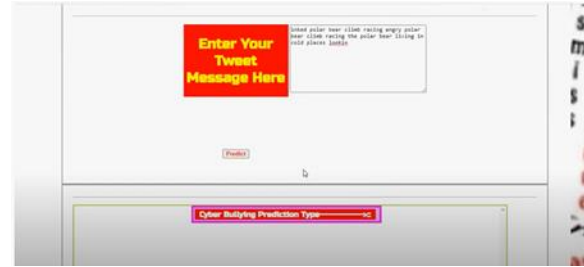 Enter Your
Tweet
Message Here
inked polar bear climb racing angry polar
bear climb racing the polar bear living in
cold places lookin
Predict
Cyber Bullying Prediction Type